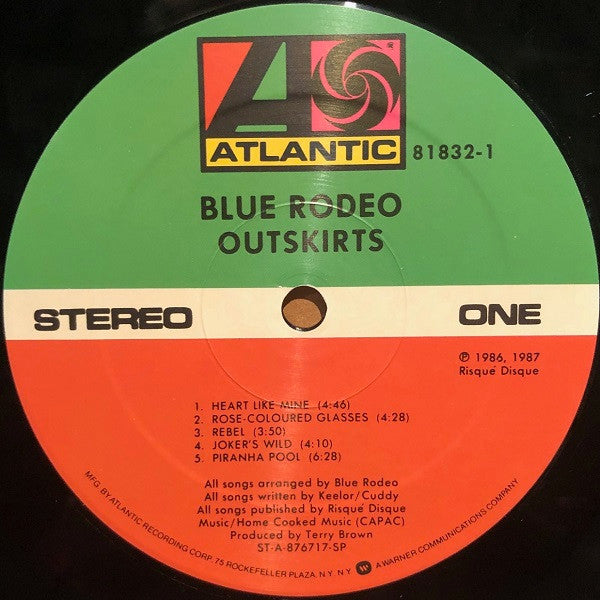 ATLANTIC 81832-1
BLUE RODEO
OUTSKIRTS
STEREO ONE
℗ 1986, 1987
Risqué Disque
1. HEART LIKE MINE (4:46)
2. ROSE-COLOURED GLASSES (4:28)
3. REBEL (3:50)
4. JOKER'S WILD (4:10)
5. PIRANHA POOL (6:28)
All songs arranged by Blue Rodeo
All songs written by Keelor/Cuddy
All songs published by Risqué Disque
Music/Home Cooked Music (CAPAC)
Produced by Terry Brown
ST-A-876717-SP
MFG. BY ATLANTIC RECORDING CORP. 75 ROCKEFELLER PLAZA, N.Y. N.Y. A WARNER COMMUNICATIONS COMPANY